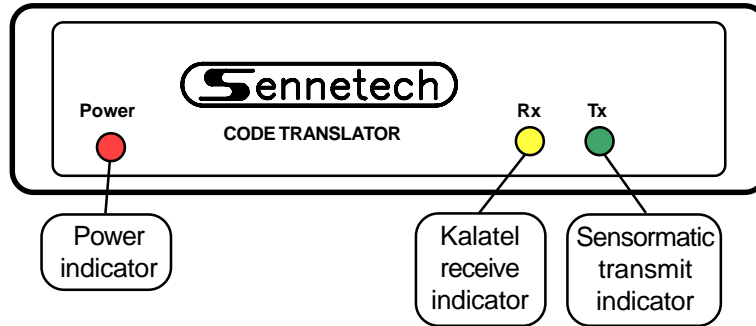 Sennetech
Power
Rx
Tx
CODE TRANSLATOR
Power
indicator
Kalatel
receive
indicator
Sensormatic
transmit
indicator